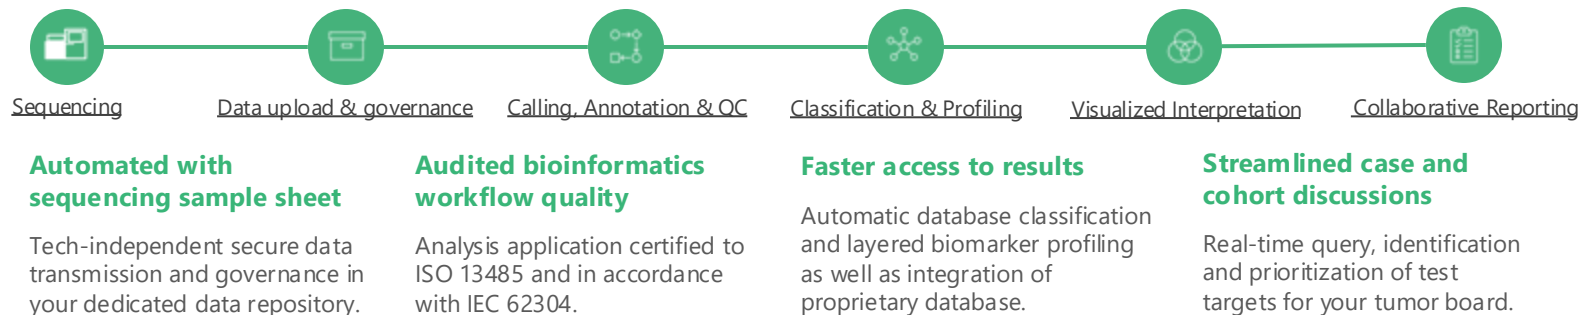 Sequencing
Data upload & governance
Calling, Annotation & QC
Classification & Profiling
Visualized Interpretation
Collaborative Reporting
Automated with
sequencing sample sheet
Tech-independent secure data
transmission and governance in
your dedicated data repository.
Audited bioinformatics
workflow quality
Analysis application certified to
ISO 13485 and in accordance
with IEC 62304.
Faster access to results
Automatic database classification
and layered biomarker profiling
as well as integration of
proprietary database.
Streamlined case and
cohort discussions
Real-time query, identification
and prioritization of test
targets for your tumor board.